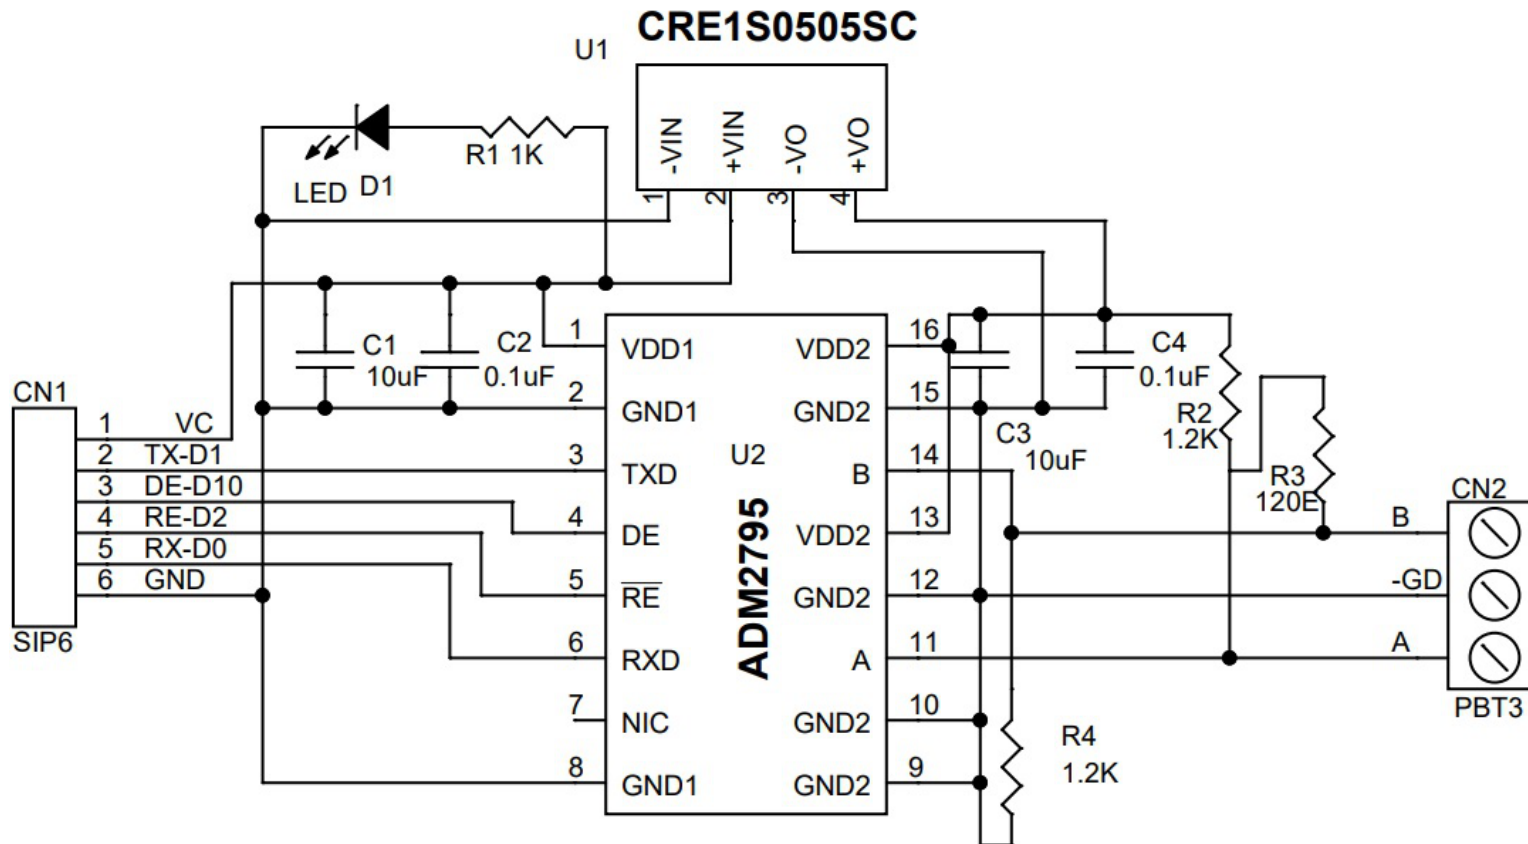 CRE1S0505SC
U1
-VIN
+VIN
-VO
+VO
1
2
3
4
R1 1K
LED D1
C1
10uF
C2
0.1uF
CN1
1 VC
2 TX-D1
3 DE-D10
4 RE-D2
5 RX-D0
6 GND
SIP6
1 VDD1
2 GND1
3 TXD
4 DE
5 RE
6 RXD
7 NIC
8 GND1
U2
ADM2795
VDD2 16
GND2 15
B 14
VDD2 13
GND2 12
A 11
GND2 10
GND2 9
C3
10uF
C4
0.1uF
R2
1.2K
R3
120E
R4
1.2K
CN2
B
-GD
A
PBT3